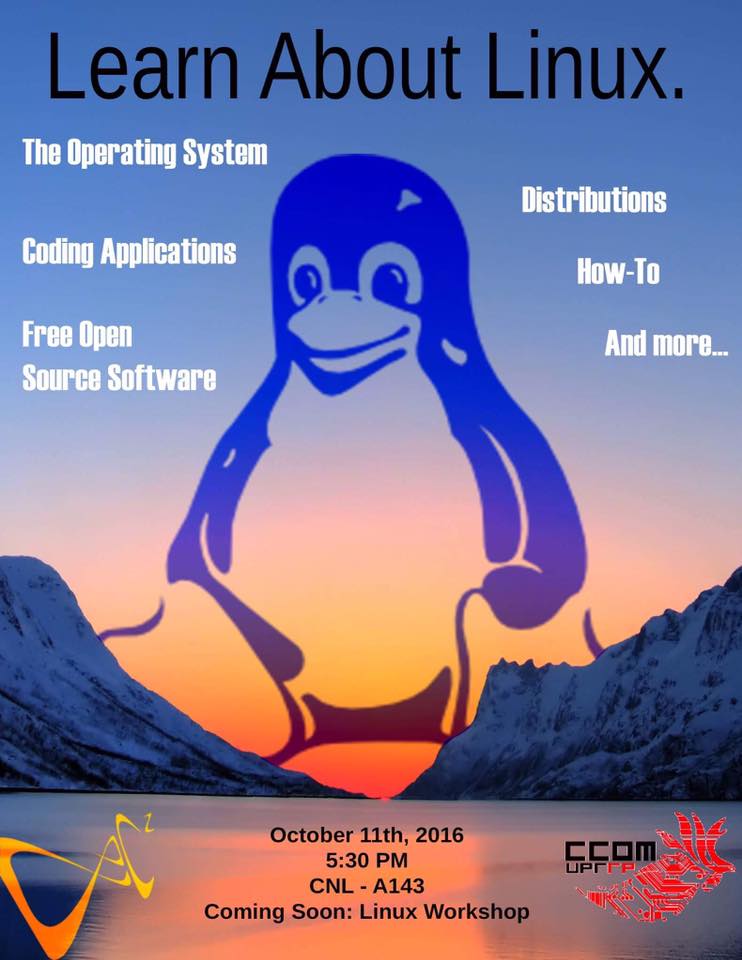 Learn About Linux.
The Operating System
Distributions
Coding Applications
How-To
Free Open
Source Software
And more...
October 11th, 2016
5:30 PM
CNL - A143
Coming Soon: Linux Workshop
CCOM
UPRRP